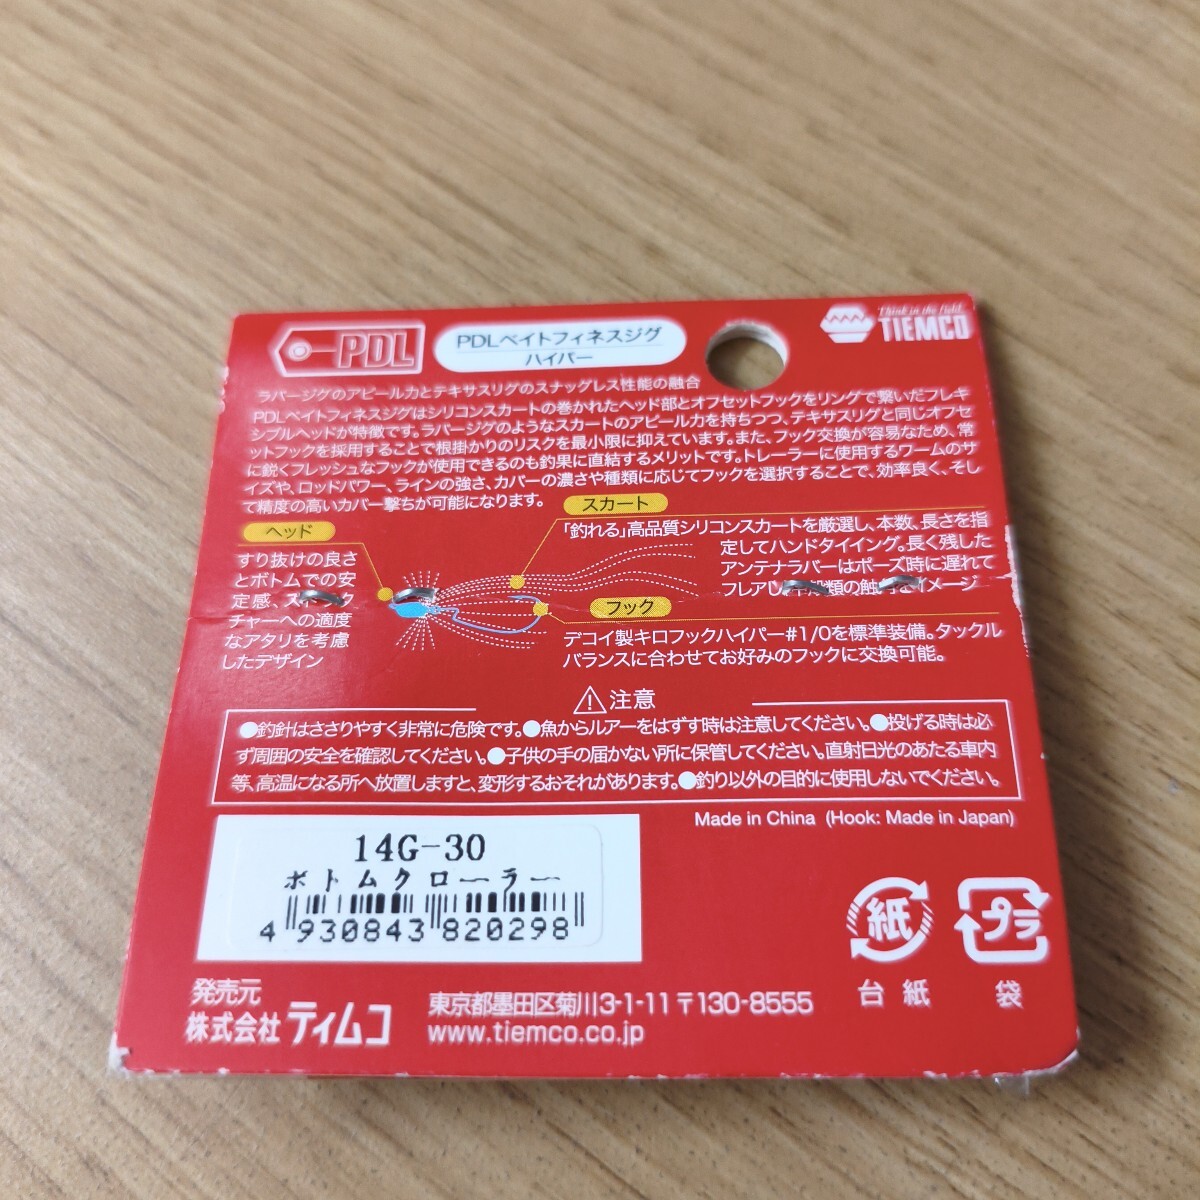 PDL
PDLベイトフィネスジグ
ハイパー
Think in the field.
TIEMCO
ラバージグのアピール力とテキサスリグのスナッグレス性能の融合
PDLベイトフィネスジグはシリコンスカートの巻かれたヘッド部とオフセットフックをリングで繋いだフレキ
シブルヘッドが特徴です。ラバージグのようなスカートのアピール力を持ちつつ、テキサスリグと同じオフセ
ットフックを採用することで根掛かりのリスクを最小限に抑えています。また、フック交換が容易なため、常
に鋭くフレッシュなフックが使用できるのも釣果に直結するメリットです。トレーラーに使用するワームのサ
イズや、ロッドパワー、ラインの強さ、カバーの濃さや種類に応じてフックを選択することで、効率良く、そし
て精度の高いカバー撃ちが可能になります。
スカート
「釣れる」高品質シリコンスカートを厳選し、本数、長さを指
定してハンドタイイング。長く残した
アンテナラバーはポーズ時に遅れて
フレアし、殻類の触角をイメージ
ヘッド
すり抜けの良さ
とボトムでの安
定感、ストラク
チャーへの適度
なアタリを考慮
したデザイン
フック
デコイ製キロフックハイパー#1/0を標準装備。タックル
バランスに合わせてお好みのフックに交換可能。
注意
●釣針はささりやすく非常に危険です。●魚からルアーをはずす時は注意してください。●投げる時は必
ず周囲の安全を確認してください。●子供の手の届かない所に保管してください。直射日光のあたる車内
等、高温になる所へ放置しますと、変形するおそれがあります。●釣り以外の目的に使用しないでください。
Made in China (Hook: Made in Japan)
14G-30
ボトムクローラー
4 930843 820298
紙
台紙
プラ
袋
発売元
株式会社 ティムコ
東京都墨田区菊川3-1-11 〒130-8555
www.tiemco.co.jp